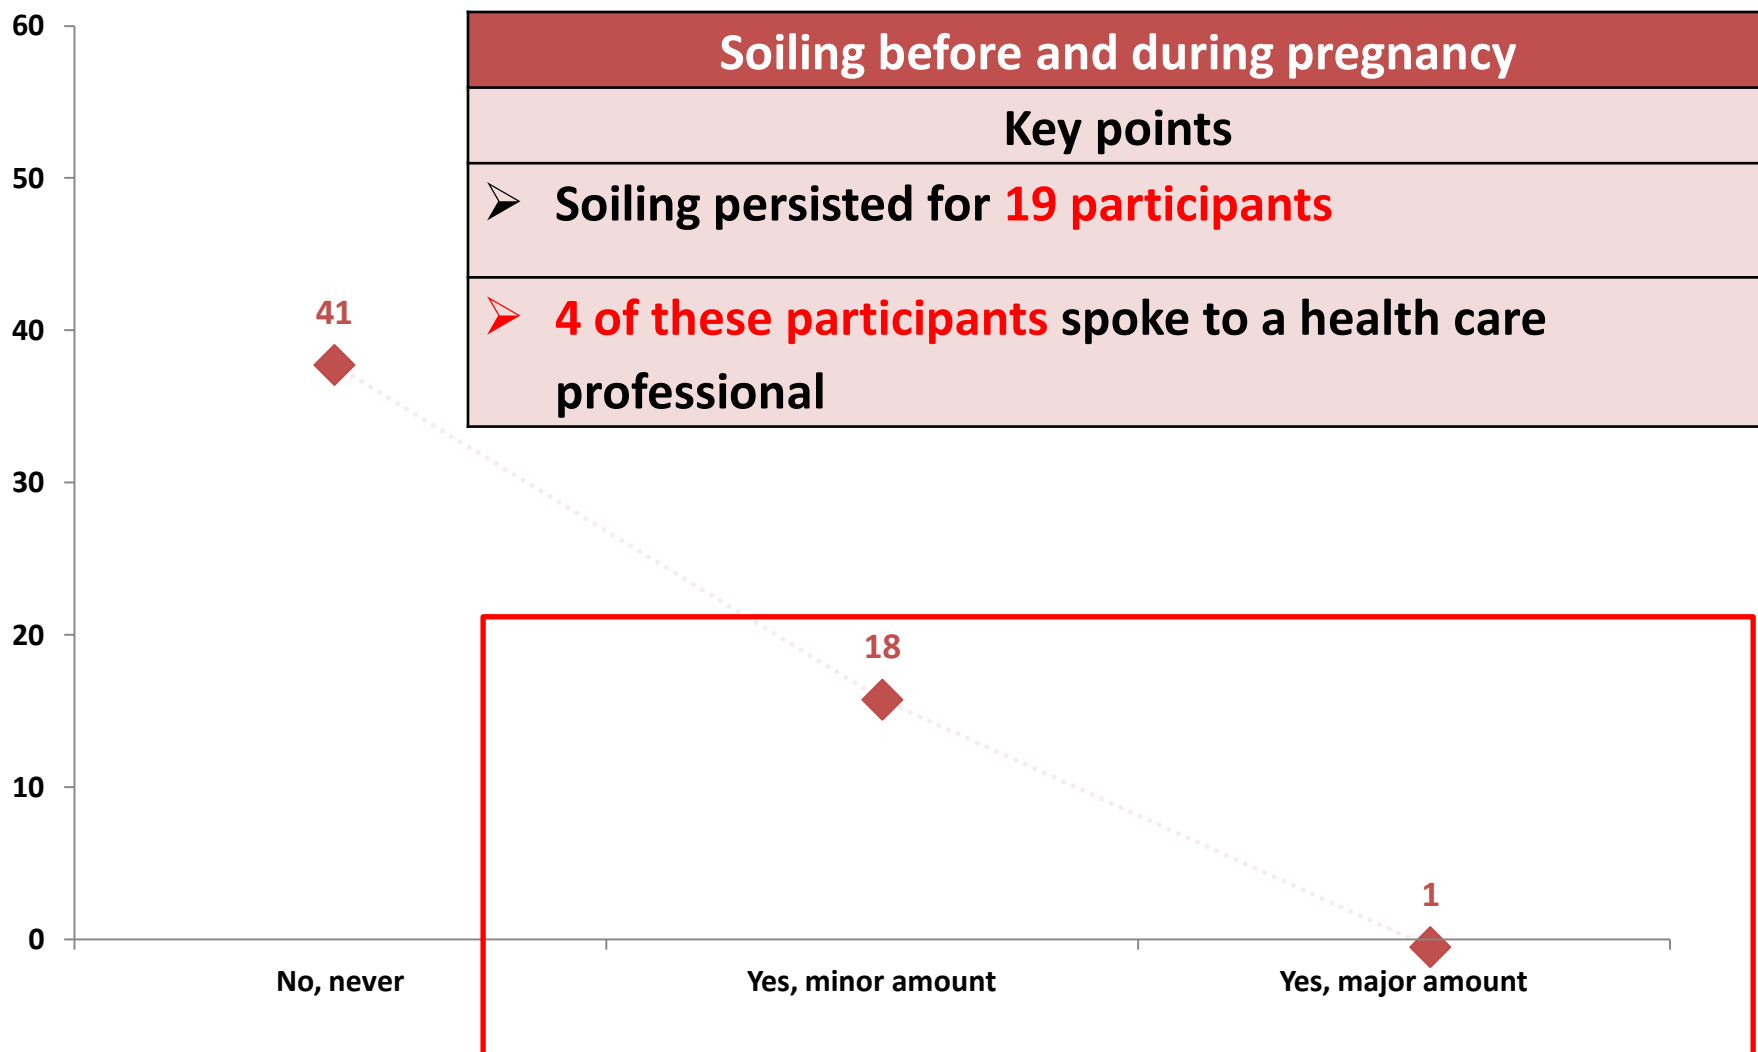 Soiling before and during pregnancy
Key points
➢ Soiling persisted for 19 participants
➢ 4 of these participants spoke to a health care
professional
60
50
40
30
20
10
0
41
18
1
No, never
Yes, minor amount
Yes, major amount